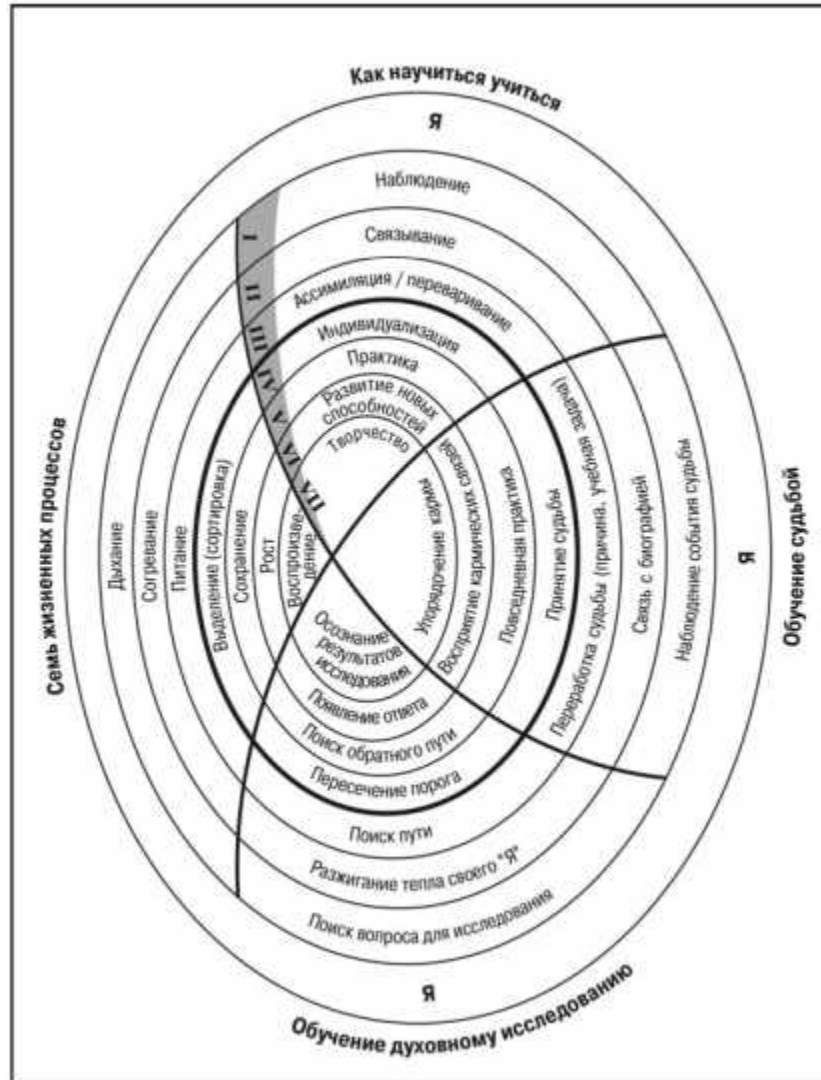 Как научиться учиться
Я
Наблюдение
Связывание
Ассимиляция / переваривание
Индивидуализация
Практика
Развитие новых
способностей
Творчество
I
II
III
IV
V
VI
VII
Семь жизненных процессов
Дыхание
Согревание
Питание
Выделение (сортировка)
Сохранение
Рост
Воспроизве-
дение
Обучение судьбой
Я
Наблюдение события судьбы
Связь с биографией
Переработка судьбы (причина, учебная задача)
Принятие судьбы
Повседневная практика
Восприятие кармических связей
Упорядочение кармы
Осознание
результатов
исследования
Появление ответа
Поиск обратного пути
Пересечение порога
Поиск пути
Разжигание тепла своего "Я"
Поиск вопроса для исследования
Я
Обучение духовному исследованию